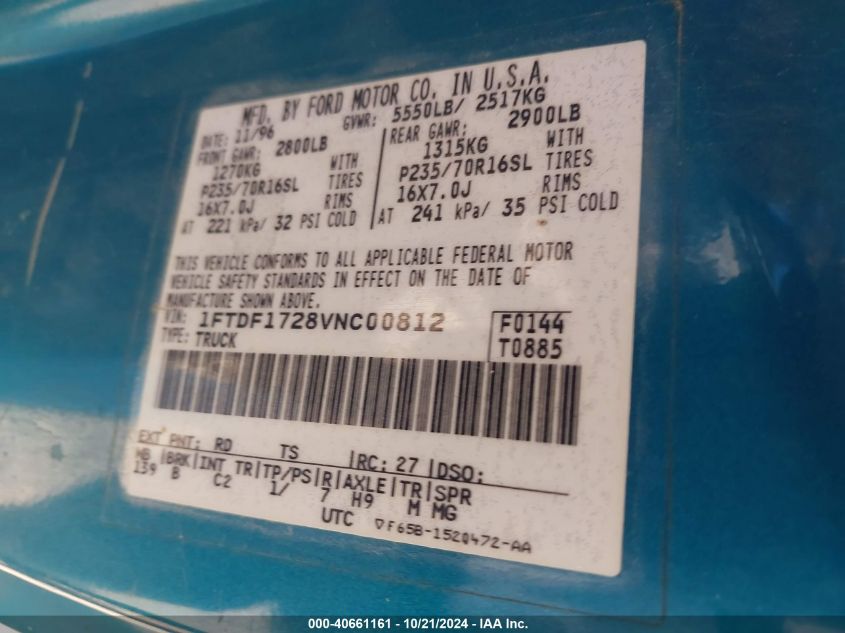 MFD. BY FORD MOTOR CO. IN U.S.A.
DATE: 11/96 GVWR: 5550LB/ 2517KG
FRONT GAWR: 2800LB REAR GAWR: 2900LB
1270KG WITH 1315KG WITH
P235/70R16SL TIRES P235/70R16SL TIRES
16X7.0J RIMS 16X7.0J RIMS
AT 221 kPa/ 32 PSI COLD AT 241 kPa/ 35 PSI COLD
THIS VEHICLE CONFORMS TO ALL APPLICABLE FEDERAL MOTOR
VEHICLE SAFETY STANDARDS IN EFFECT ON THE DATE OF
MANUFACTURE SHOWN ABOVE.
VIN: 1FTDF1728VNC00812 F0144
TYPE: TRUCK T0885
EXT PNT: RD TS RC: 27 DSO:
WB BRK INT TR TP/PS R AXLE TR SPR
139 B C2 1/ 7 H9 M MG
UTC ▽F65B-1520472-AA
000-40661161 - 10/21/2024 - IAA Inc.